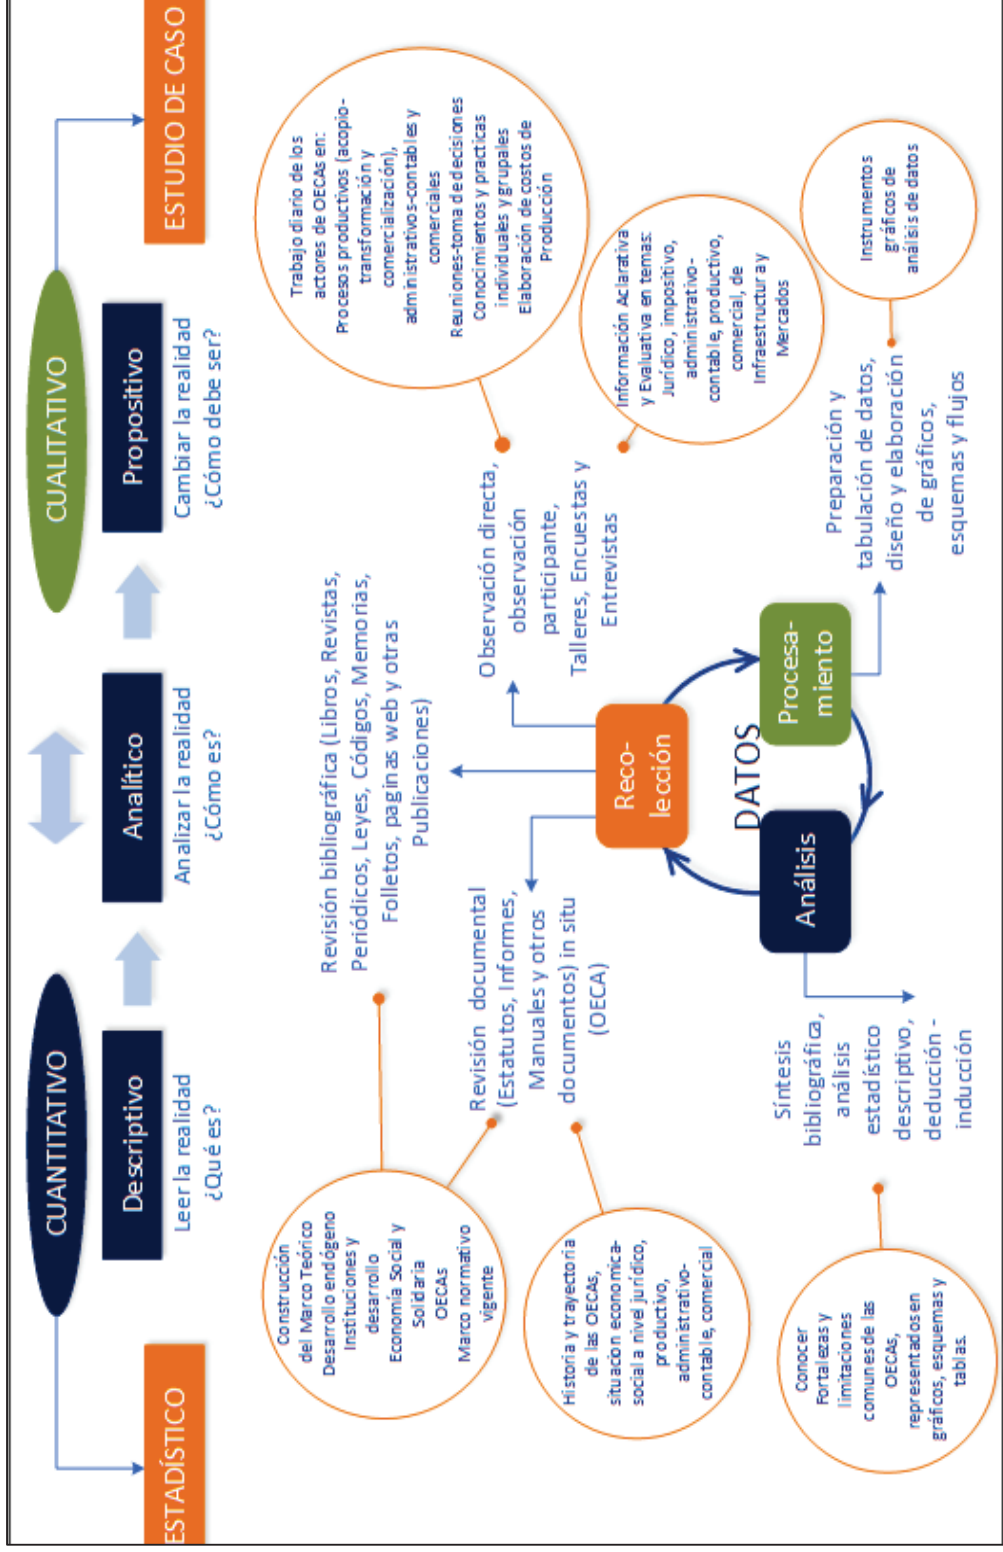 CUANTITATIVO
CUALITATIVO
ESTADÍSTICO
Descriptivo
Analítico
Propositivo
ESTUDIO DE CASO
Leer la realidad
¿Qué es?
Analizar la realidad
¿Cómo es?
Cambiar la realidad
¿Cómo debe ser?
Construcción
del Marco Teórico
Desarrollo endógeno
Instituciones y
desarrollo
Economía Social y
Solidaria
OECAs
Marco normativo
vigente
Revisión bibliográfica (Libros, Revistas,
Periódicos, Leyes, Códigos, Memorias,
Folletos, paginas web y otras
Publicaciones)
Trabajo diario de los
actores de OECAs en:
Procesos productivos (acopio-
transformación y
comercialización),
administrativos-contables y
comerciales
Reuniones-toma de decisiones
Conocimientos y practicas
individuales y grupales
Elaboración de costos de
Producción
Revisión documental
(Estatutos, Informes,
Manuales y otros
documentos) in situ
(OECA)
Observación directa,
observación
participante,
Talleres, Encuestas y
Entrevistas
Historia y trayectoria
de las OECAs,
situación economica-
social a nivel jurídico,
productivo,
administrativo-
contable, comercial
Información Aclarativa
y Evaluativa en temas:
Jurídico, impositivo,
administrativo-
contable, productivo,
comercial, de
Infraestructura y
Mercados
Reco-
lección
DATOS
Análisis
Procesa-
miento
Síntesis
bibliográfica,
análisis
estadístico
descriptivo,
deducción -
inducción
Preparación y
tabulación de datos,
diseño y elaboración
de gráficos,
esquemas y flujos
Conocer
Fortalezas y
limitaciones
comunes de las
OECAs,
representados en
gráficos, esquemas y
tablas.
Instrumentos
gráficos de
análisis de datos